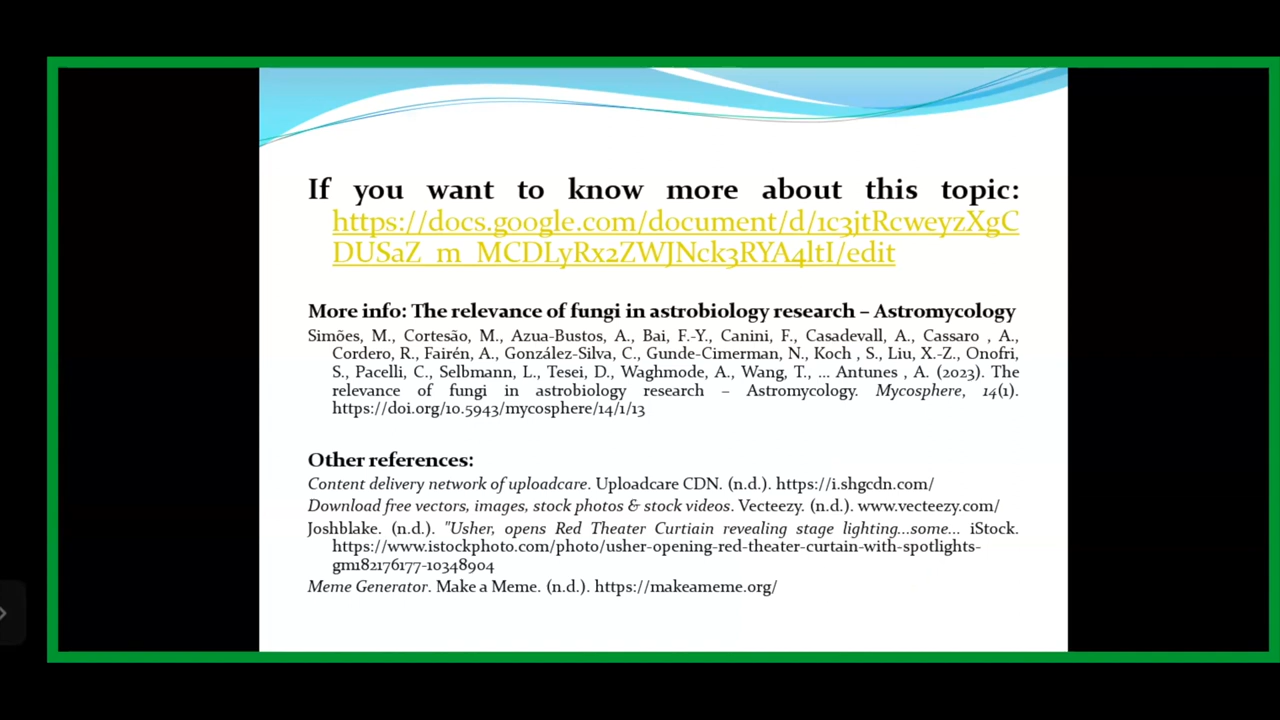 If you want to know more about this topic:
https://docs.google.com/document/d/1c3jtRcweyzXgC
DUSaZ_m_MCDLyRx2ZWJNck3RYA4ltI/edit
More info: The relevance of fungi in astrobiology research – Astromycology
Simões, M., Cortesão, M., Azua-Bustos, A., Bai, F.-Y., Canini, F., Casadevall, A., Cassaro , A.,
Cordero, R., Fairén, A., González-Silva, C., Gunde-Cimerman, N., Koch , S., Liu, X.-Z., Onofri,
S., Pacelli, C., Selbmann, L., Tesei, D., Waghmode, A., Wang, T., ... Antunes , A. (2023). The
relevance of fungi in astrobiology research – Astromycology. Mycosphere, 14(1).
https://doi.org/10.5943/mycosphere/14/1/13
Other references:
Content delivery network of uploadcare. Uploadcare CDN. (n.d.). https://i.shgcdn.com/
Download free vectors, images, stock photos & stock videos. Vecteezy. (n.d.). www.vecteezy.com/
Joshblake. (n.d.). "Usher, opens Red Theater Curtiain revealing stage lighting...some... iStock.
https://www.istockphoto.com/photo/usher-opening-red-theater-curtain-with-spotlights-
gm182176177-10348904
Meme Generator. Make a Meme. (n.d.). https://makeameme.org/